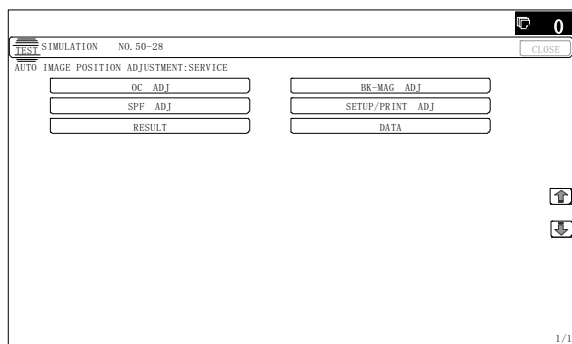 0
TEST SIMULATION NO.50-28 CLOSE
AUTO IMAGE POSITION ADJUSTMENT:SERVICE
OC ADJ BK-MAG ADJ
SPF ADJ SETUP/PRINT ADJ
RESULT DATA
1/1